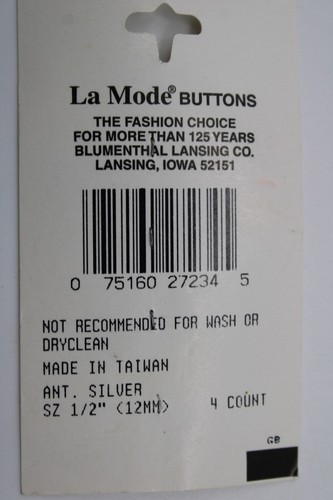 La Mode® BUTTONS
THE FASHION CHOICE
FOR MORE THAN 125 YEARS
BLUMENTHAL LANSING CO.
LANSING, IOWA 52151
0 75160 27234 5
NOT RECOMMENDED FOR WASH OR
DRYCLEAN
MADE IN TAIWAN
ANT. SILVER
SZ 1/2" (12MM) 4 COUNT
GB